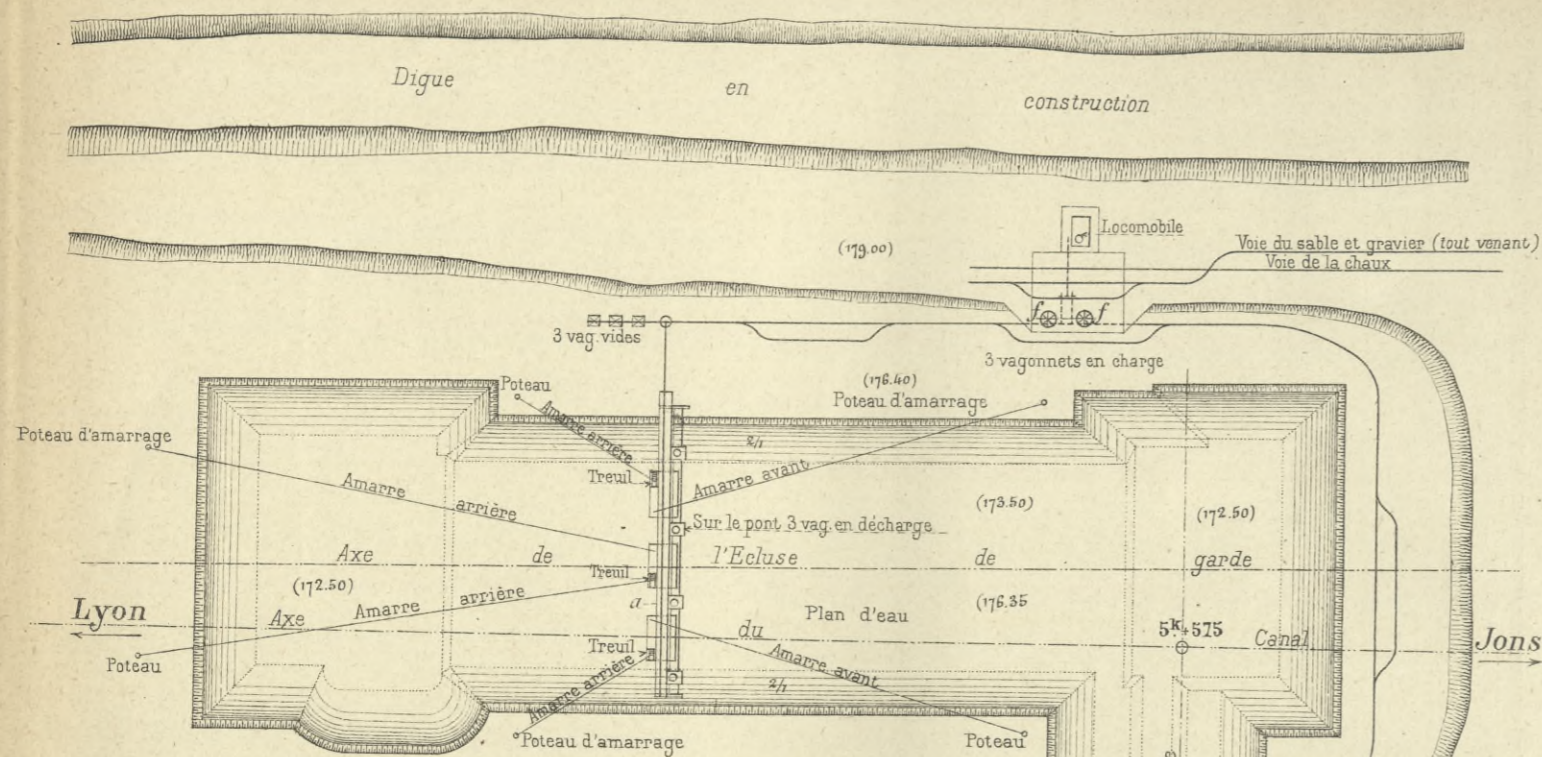 Digue en construction
Locomobile
(179.00)
Voie du sable et gravier (tout venant)
Voie de la chaux
f f
3 vag. vides
3 vagonnets en charge
(176.40)
Poteau
Poteau d'amarrage
Amarre arrière
Poteau d'amarrage
2/1
Treuil
Amarre avant
Amarre arrière
(173.50)
(172.50)
Sur le pont 3 vag. en décharge
Axe de l'Ecluse de garde
Treuil
(172.50)
Amarre arrière
a
(176.35
Lyon
Axe du Canal
Plan d'eau
5k+575
Jons
Treuil
Poteau
Amarre avant
Amarre arrière
2/1
Poteau d'amarrage
Poteau